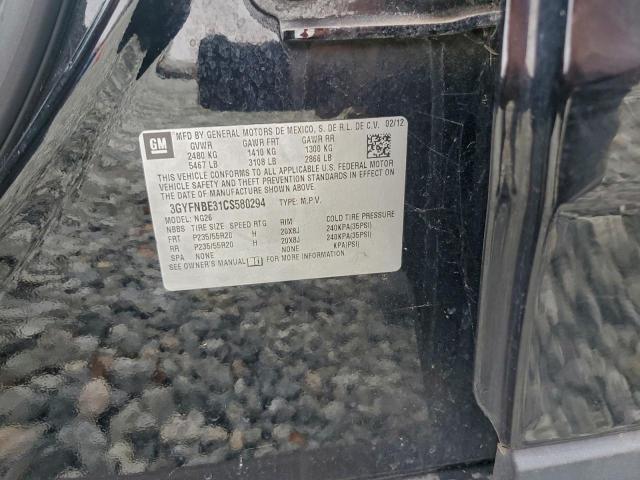 GM
MFD BY GENERAL MOTORS DE MEXICO, S. DE R.L. DE C.V. 02/12
GVWR GAWR FRT GAWR RR
2480 KG 1410 KG 1300 KG
5467 LB 3108 LB 2866 LB
THIS VEHICLE CONFORMS TO ALL APPLICABLE U.S. FEDERAL MOTOR
VEHICLE SAFETY, BUMPER, AND THEFT PREVENTION STANDARDS IN
EFFECT ON THE DATE OF MANUFACTURE SHOWN ABOVE.
3GYFNBE31CS580294 TYPE: M.P.V.
MODEL: NG26
NBBS TIRE SIZE SPEED RTG RIM COLD TIRE PRESSURE
FRT P235/55R20 H 20X8J 240KPA(35PSI)
RR P235/55R20 H 20X8J 240KPA(35PSI)
SPA NONE NONE KPA(PSI)
SEE OWNER'S MANUAL FOR MORE INFORMATION.